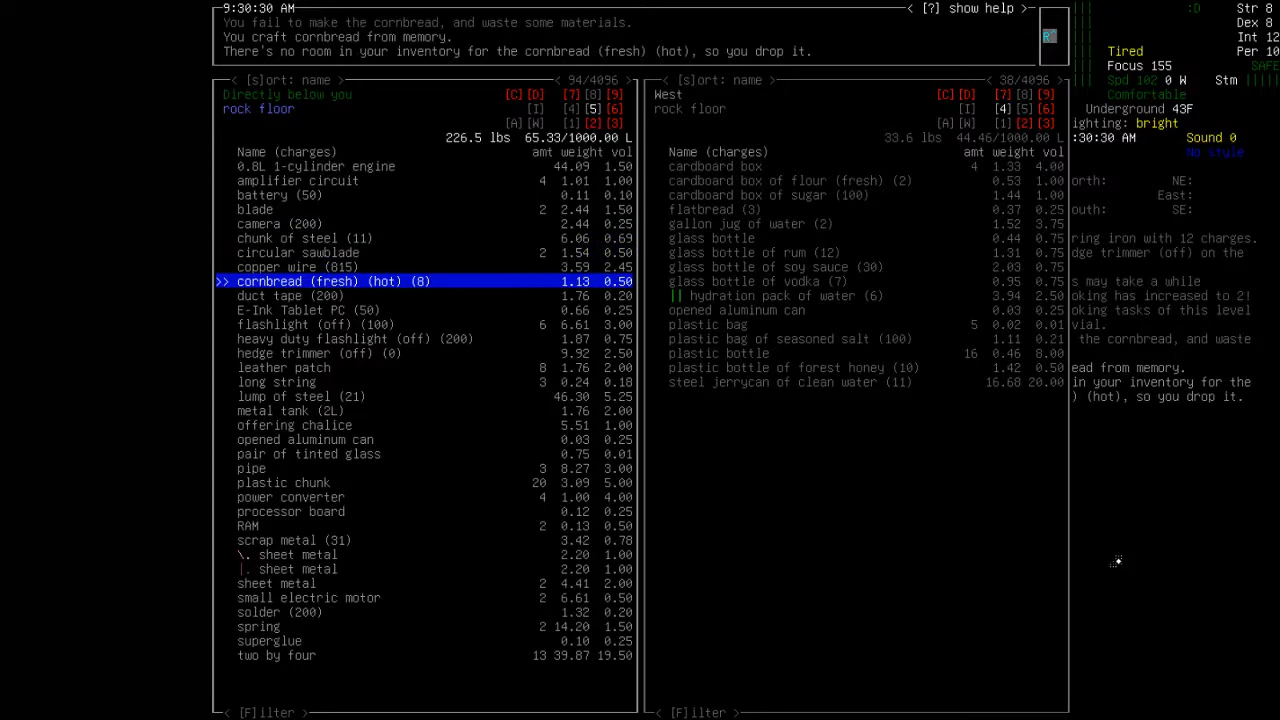 9:30:30 AM < [?] show help >
You fail to make the cornbread, and waste some materials.
You craft cornbread from memory.
There's no room in your inventory for the cornbread (fresh) (hot), so you drop it.
< [s]ort: name > < 94/4096 >
Directly below you [C] [D] [7] [8] [9]
rock floor [I] [4] [5] [6]
[A] [W] [1] [2] [3]
226.5 lbs 65.33/1000.00 L
Name (charges) amt weight vol
0.8L 1-cylinder engine 44.09 1.50
amplifier circuit 4 1.01 1.00
battery (50) 0.11 0.10
blade 2 2.44 1.50
camera (200) 2.44 0.25
chunk of steel (11) 6.06 0.69
circular sawblade 2 1.54 0.50
copper wire (815) 3.59 2.45
>> cornbread (fresh) (hot) (8) 1.13 0.50
duct tape (200) 1.76 0.20
E-Ink Tablet PC (50) 0.66 0.25
flashlight (off) (100) 6 6.61 3.00
heavy duty flashlight (off) (200) 1.87 0.75
hedge trimmer (off) (0) 9.92 2.50
leather patch 8 1.76 2.00
long string 3 0.24 0.18
lump of steel (21) 46.30 5.25
metal tank (2L) 1.76 2.00
offering chalice 5.51 1.00
opened aluminum can 0.03 0.25
pair of tinted glass 0.75 0.01
pipe 3 8.27 3.00
plastic chunk 20 3.09 5.00
power converter 4 1.00 4.00
processor board 0.12 0.25
RAM 2 0.13 0.50
scrap metal (31) 3.42 0.78
\. sheet metal 2.20 1.00
|. sheet metal 2.20 1.00
sheet metal 2 4.41 2.00
small electric motor 2 6.61 0.50
solder (200) 1.32 0.20
spring 2 14.20 1.50
superglue 0.10 0.25
two by four 13 39.87 19.50
< [F]ilter >
< [s]ort: name > < 38/4096 >
West [C] [D] [7] [8] [9]
rock floor [I] [4] [5] [6]
[A] [W] [1] [2] [3]
33.6 lbs 44.46/1000.00 L
Name (charges) amt weight vol
cardboard box 4 1.33 4.00
cardboard box of flour (fresh) (2) 0.53 1.00
cardboard box of sugar (100) 1.44 1.00
flatbread (3) 0.37 0.25
gallon jug of water (2) 1.52 3.75
glass bottle 0.44 0.75
glass bottle of rum (12) 1.31 0.75
glass bottle of soy sauce (30) 2.03 0.75
glass bottle of vodka (7) 0.95 0.75
|| hydration pack of water (6) 3.94 2.50
opened aluminum can 0.03 0.25
plastic bag 5 0.02 0.01
plastic bag of seasoned salt (100) 1.11 0.21
plastic bottle 16 0.46 8.00
plastic bottle of forest honey (10) 1.42 0.50
steel jerrycan of clean water (11) 16.68 20.00
< [F]ilter >
:D Str 8
Dex 8
Int 12
Tired Per 10
Focus 155 SAFE
Spd 102 0 W Stm |||||
Comfortable
Underground 43F
ighting: bright
:30:30 AM Sound 0
No style
orth: NE:
East:
outh: SE:
ring iron with 12 charges.
dge trimmer (off) on the
s may take a while
oking has increased to 2!
oking tasks of this level
vial.
the cornbread, and waste
ead from memory.
in your inventory for the
) (hot), so you drop it.